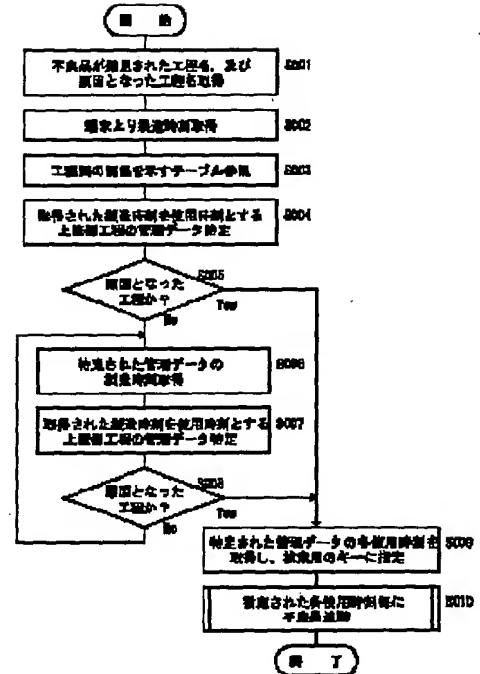 開 始
不良品が発見された工程名、及び
原因となった工程名取得
S001
端末より製造時刻取得
S002
工程間の関係を示すテーブル参照
S003
取得された製造時刻を使用時刻とする
上流側工程の管理データ特定
S004
S005
原因となった
工程か?
No
Yes
特定された管理データの
製造時刻取得
S006
取得された製造時刻を使用時刻とする
上流側工程の管理データ特定
S007
S008
原因となった
工程か?
No
Yes
特定された管理データの各使用時刻を
取得し、検索用のキーに指定
S009
指定された各使用時刻毎に
不良品追跡
S010
終 了